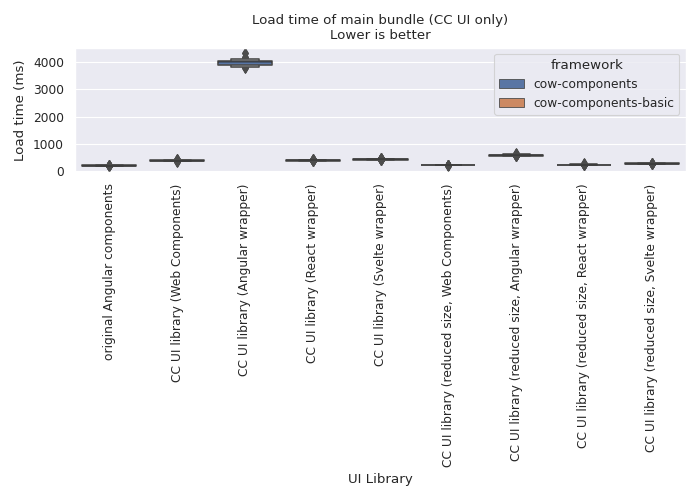 Load time of main bundle (CC UI only)
Lower is better
Load time (ms)
4000
3000
2000
1000
0
framework
cow-components
cow-components-basic
original Angular components
CC UI library (Web Components)
CC UI library (Angular wrapper)
CC UI library (React wrapper)
CC UI library (Svelte wrapper)
CC UI library (reduced size, Web Components)
CC UI library (reduced size, Angular wrapper)
CC UI library (reduced size, React wrapper)
CC UI library (reduced size, Svelte wrapper)
UI Library